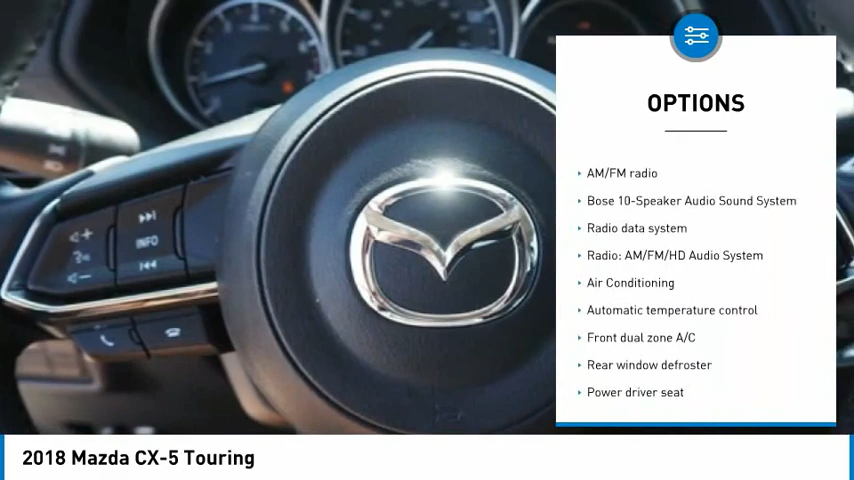 OPTIONS
AM/FM radio
Bose 10-Speaker Audio Sound System
Radio data system
Radio: AM/FM/HD Audio System
Air Conditioning
Automatic temperature control
Front dual zone A/C
Rear window defroster
Power driver seat
INFO
2018 Mazda CX-5 Touring